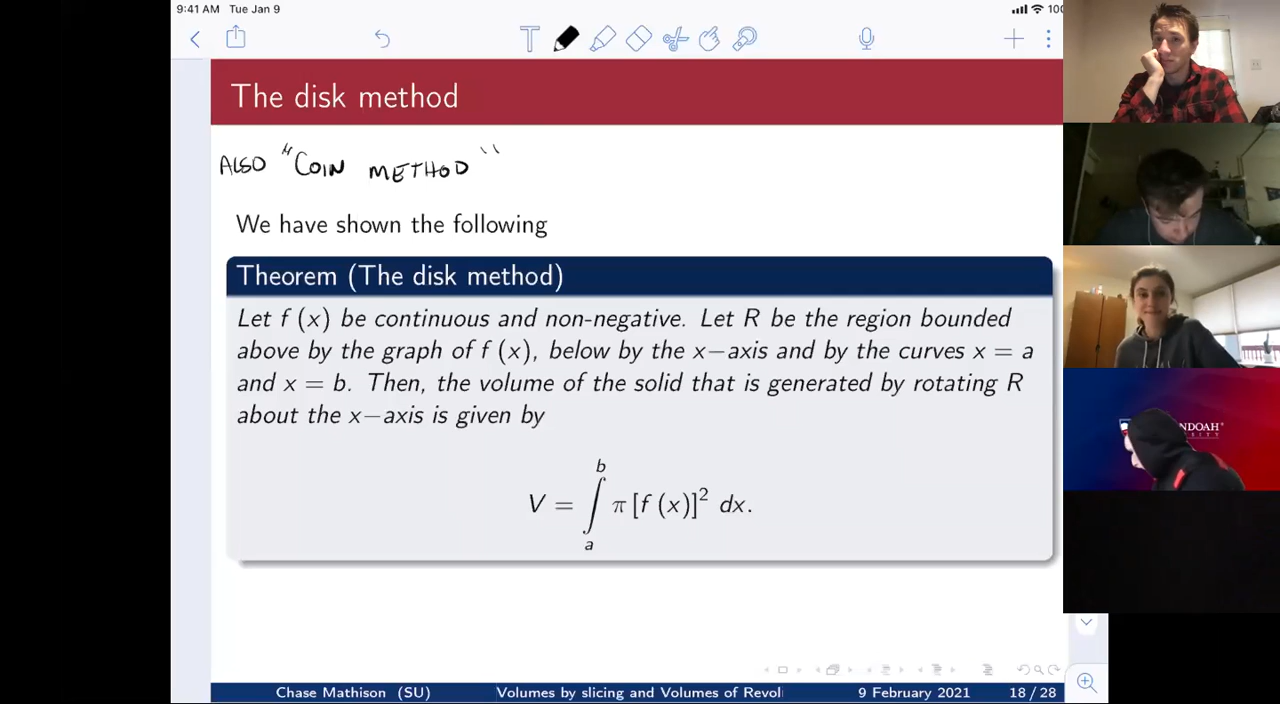 9:41 AM Tue Jan 9
100
The disk method
ALSO "COIN METHOD"
We have shown the following
Theorem (The disk method)
Let f (x) be continuous and non-negative. Let R be the region bounded
above by the graph of f (x), below by the x−axis and by the curves x = a
and x = b. Then, the volume of the solid that is generated by rotating R
about the x−axis is given by
V = ∫_a^b π [f (x)]² dx.
NDOAH®
Chase Mathison (SU) Volumes by slicing and Volumes of Revol 9 February 2021 18 / 28